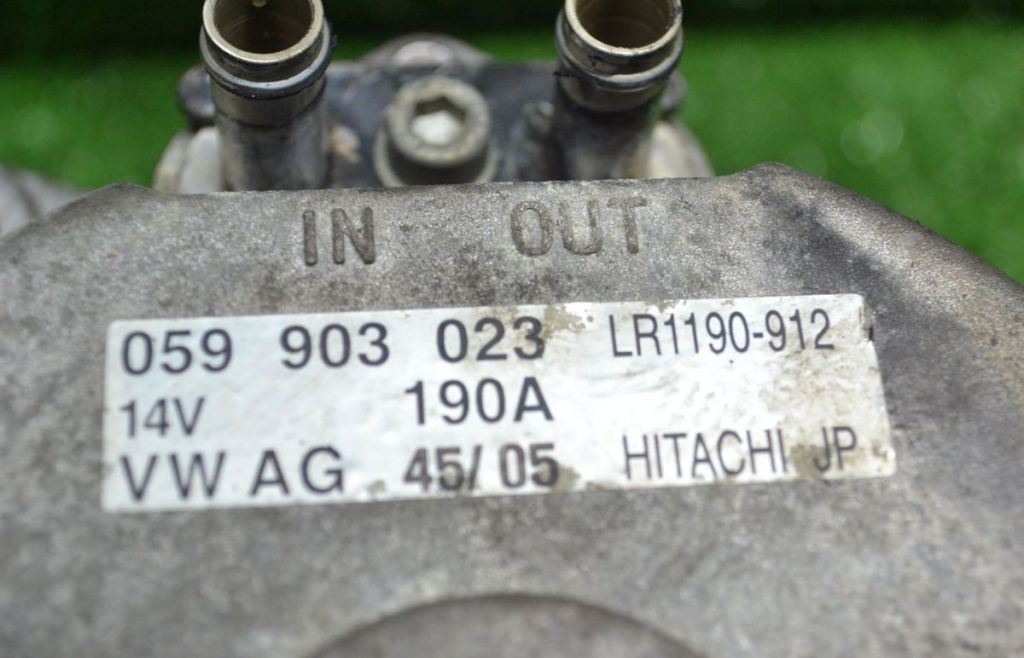 IN OUT
059 903 023 LR1190-912
14V 190A
VW AG 45/05 HITACHI JP